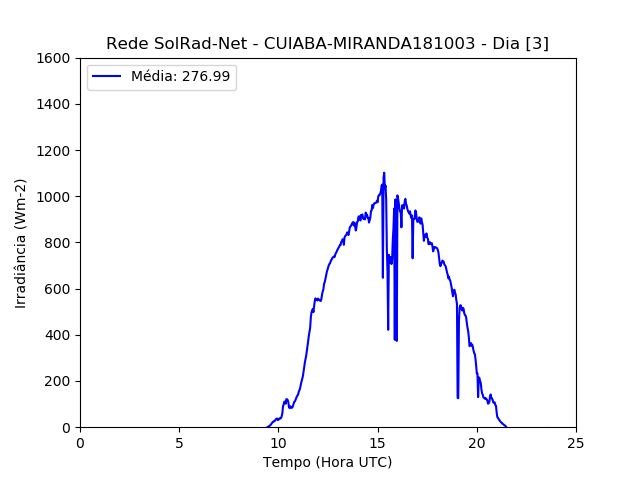 Rede SolRad-Net - CUIABA-MIRANDA181003 - Dia [3]
Média: 276.99
1600
1400
1200
1000
800
600
400
200
0
Irradiância (Wm-2)
0 5 10 15 20 25
Tempo (Hora UTC)